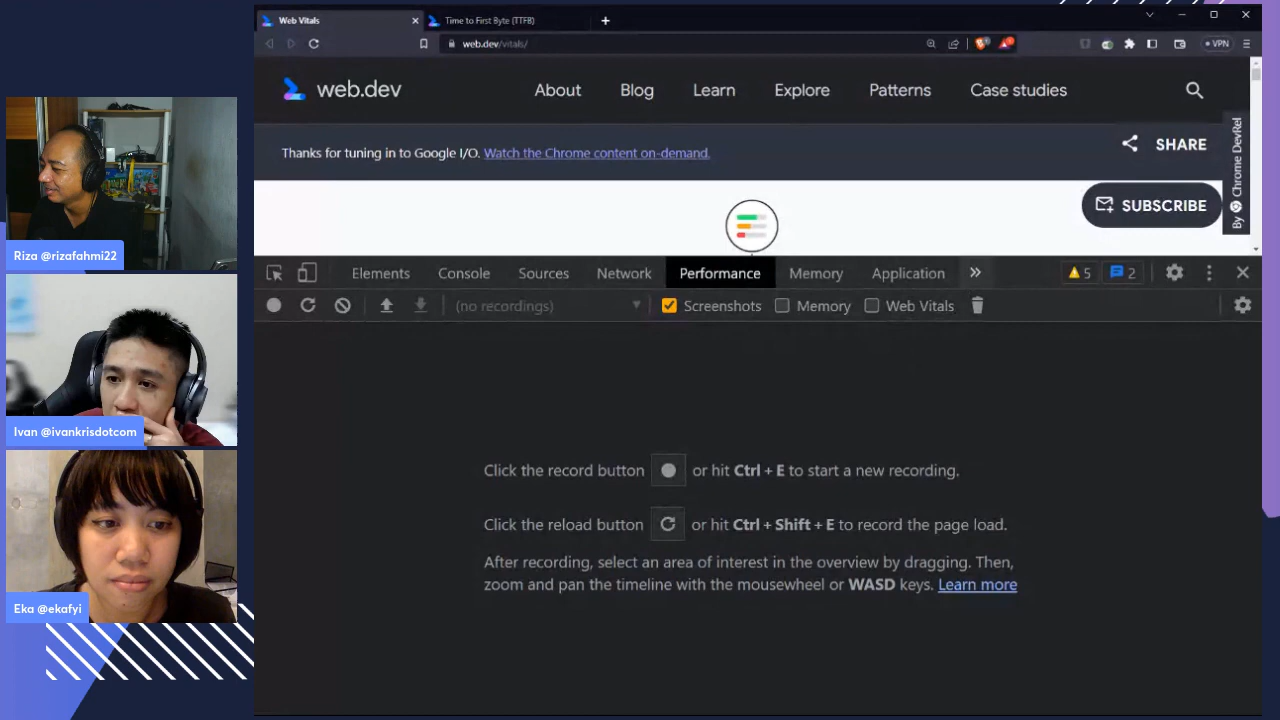 Web Vitals
Time to First Byte (TTFB)
web.dev/vitals/
VPN
web.dev
About
Blog
Learn
Explore
Patterns
Case studies
Thanks for tuning in to Google I/O. Watch the Chrome content on-demand.
SHARE
SUBSCRIBE
By Chrome DevRel
Elements
Console
Sources
Network
Performance
Memory
Application
5
2
(no recordings)
Screenshots
Memory
Web Vitals
Click the record button or hit Ctrl + E to start a new recording.
Click the reload button or hit Ctrl + Shift + E to record the page load.
After recording, select an area of interest in the overview by dragging. Then,
zoom and pan the timeline with the mousewheel or WASD keys. Learn more
Riza @rizafahmi22
Ivan @ivankrisdotcom
Eka @ekafyi